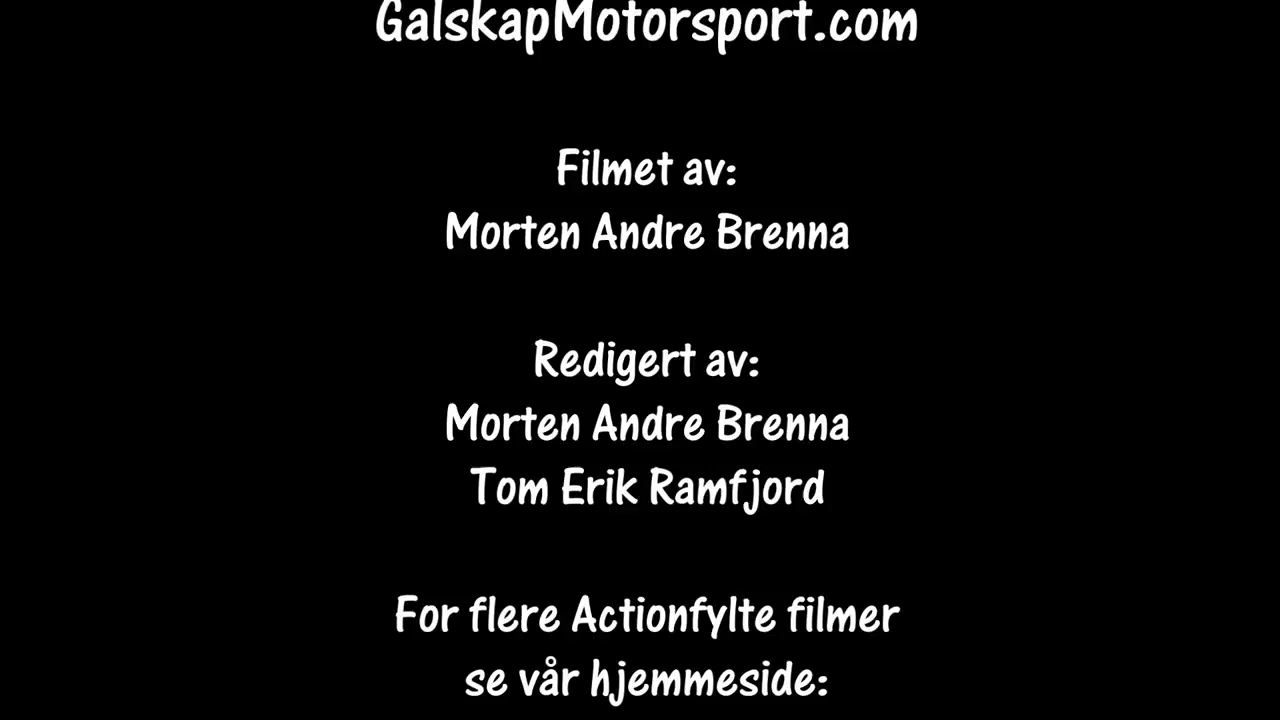 GalskapMotorsport.com
Filmet av:
Morten Andre Brenna
Redigert av:
Morten Andre Brenna
Tom Erik Ramfjord
For flere Actionfylte filmer
se vår hjemmeside: